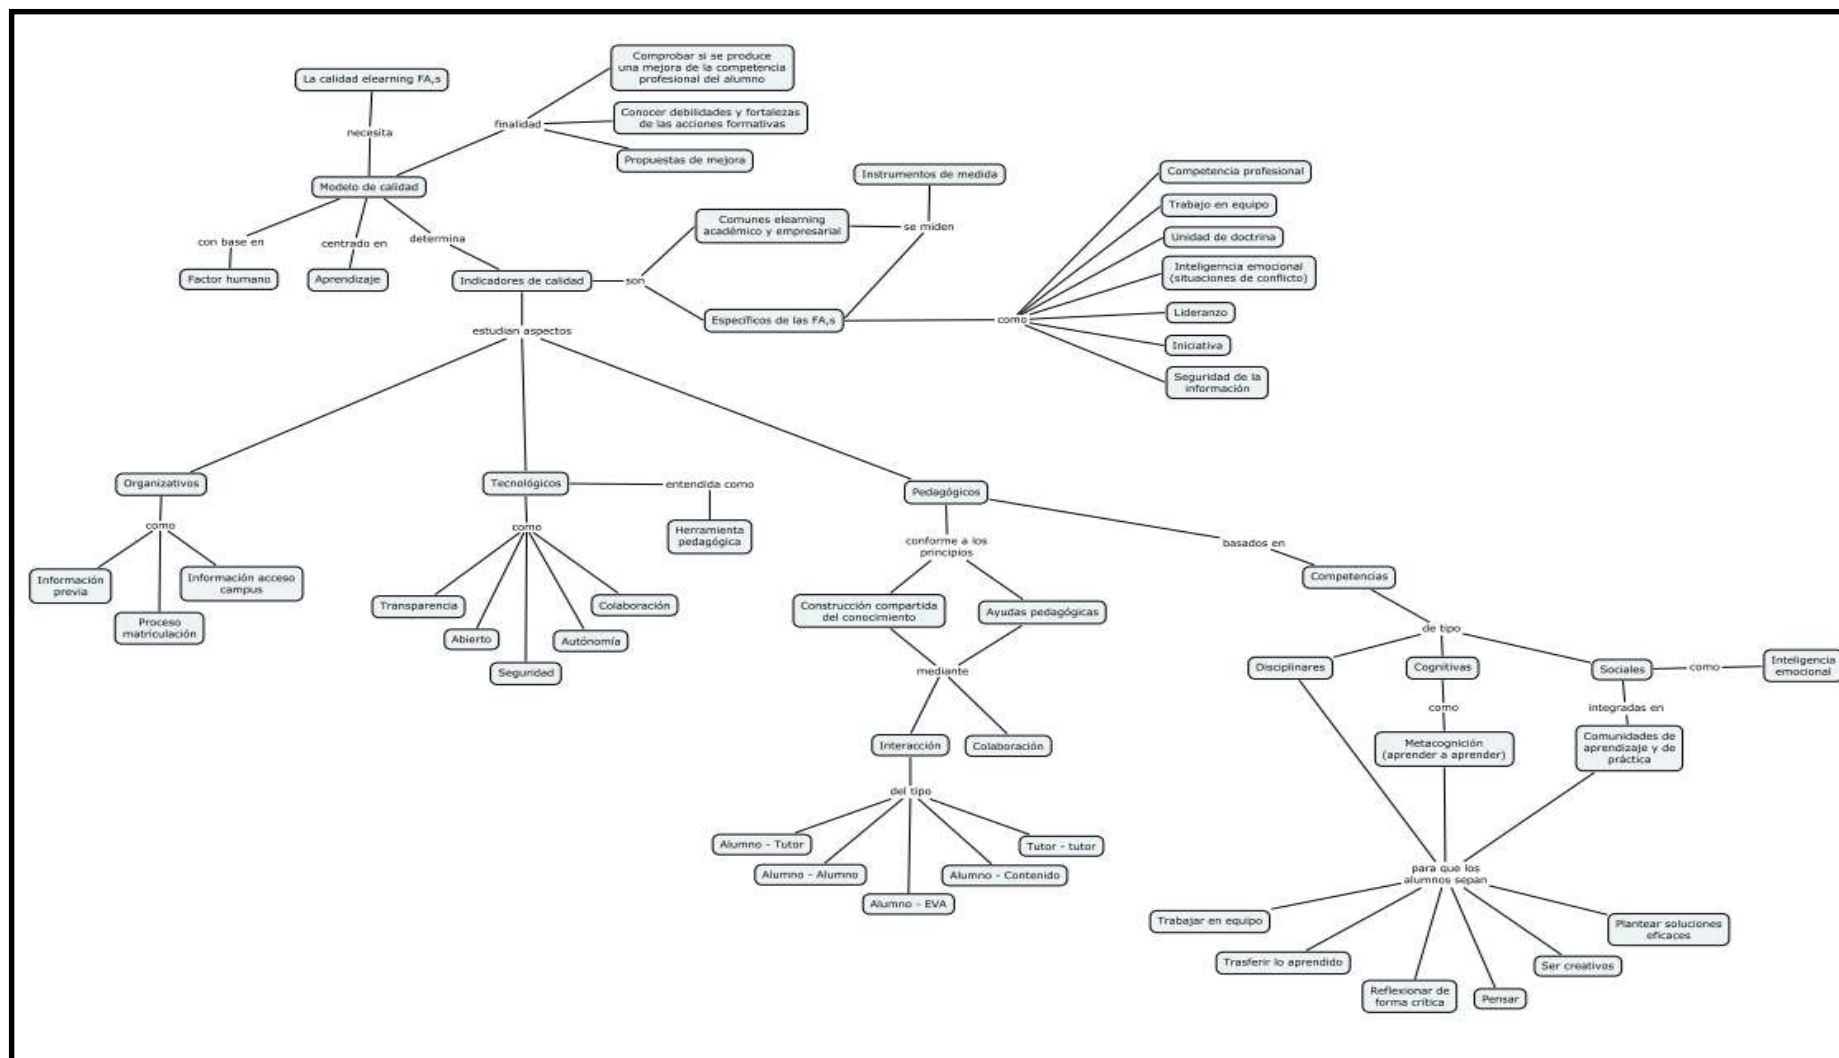 La calidad elearning FA,s
necesita
Modelo de calidad
finalidad
Comprobar si se produce
una mejora de la competencia
profesional del alumno
Conocer debilidades y fortalezas
de las acciones formativas
Propuestas de mejora
con base en
Factor humano
centrado en
Aprendizaje
determina
Indicadores de calidad
son
Comunes elearning
académico y empresarial
Específicos de las FA,s
se miden
Instrumentos de medida
como
Competencia profesional
Trabajo en equipo
Unidad de doctrina
Inteligerncia emocional
(situaciones de conflicto)
Lideranzo
Iniciativa
Seguridad de la
información
estudian aspectos
Organizativos
como
Información
previa
Proceso
matriculación
Información acceso
campus
Tecnológicos
entendida como
Herramienta
pedagógica
como
Transparencia
Abierto
Seguridad
Autónomía
Colaboración
Pedagógicos
conforme a los
principios
Construcción compartida
del conocimiento
Ayudas pedagógicas
mediante
Interacción
Colaboración
del tipo
Alumno - Tutor
Alumno - Alumno
Alumno - EVA
Alumno - Contenido
Tutor - tutor
basados en
Competencias
de tipo
Disciplinares
Cognitivas
Sociales
como
Inteligencia
emocional
como
Metacognición
(aprender a aprender)
integradas en
Comunidades de
aprendizaje y de
práctica
para que los
alumnos sepan
Trabajar en equipo
Trasferir lo aprendido
Reflexionar de
forma crítica
Pensar
Ser creativos
Plantear soluciones
eficaces